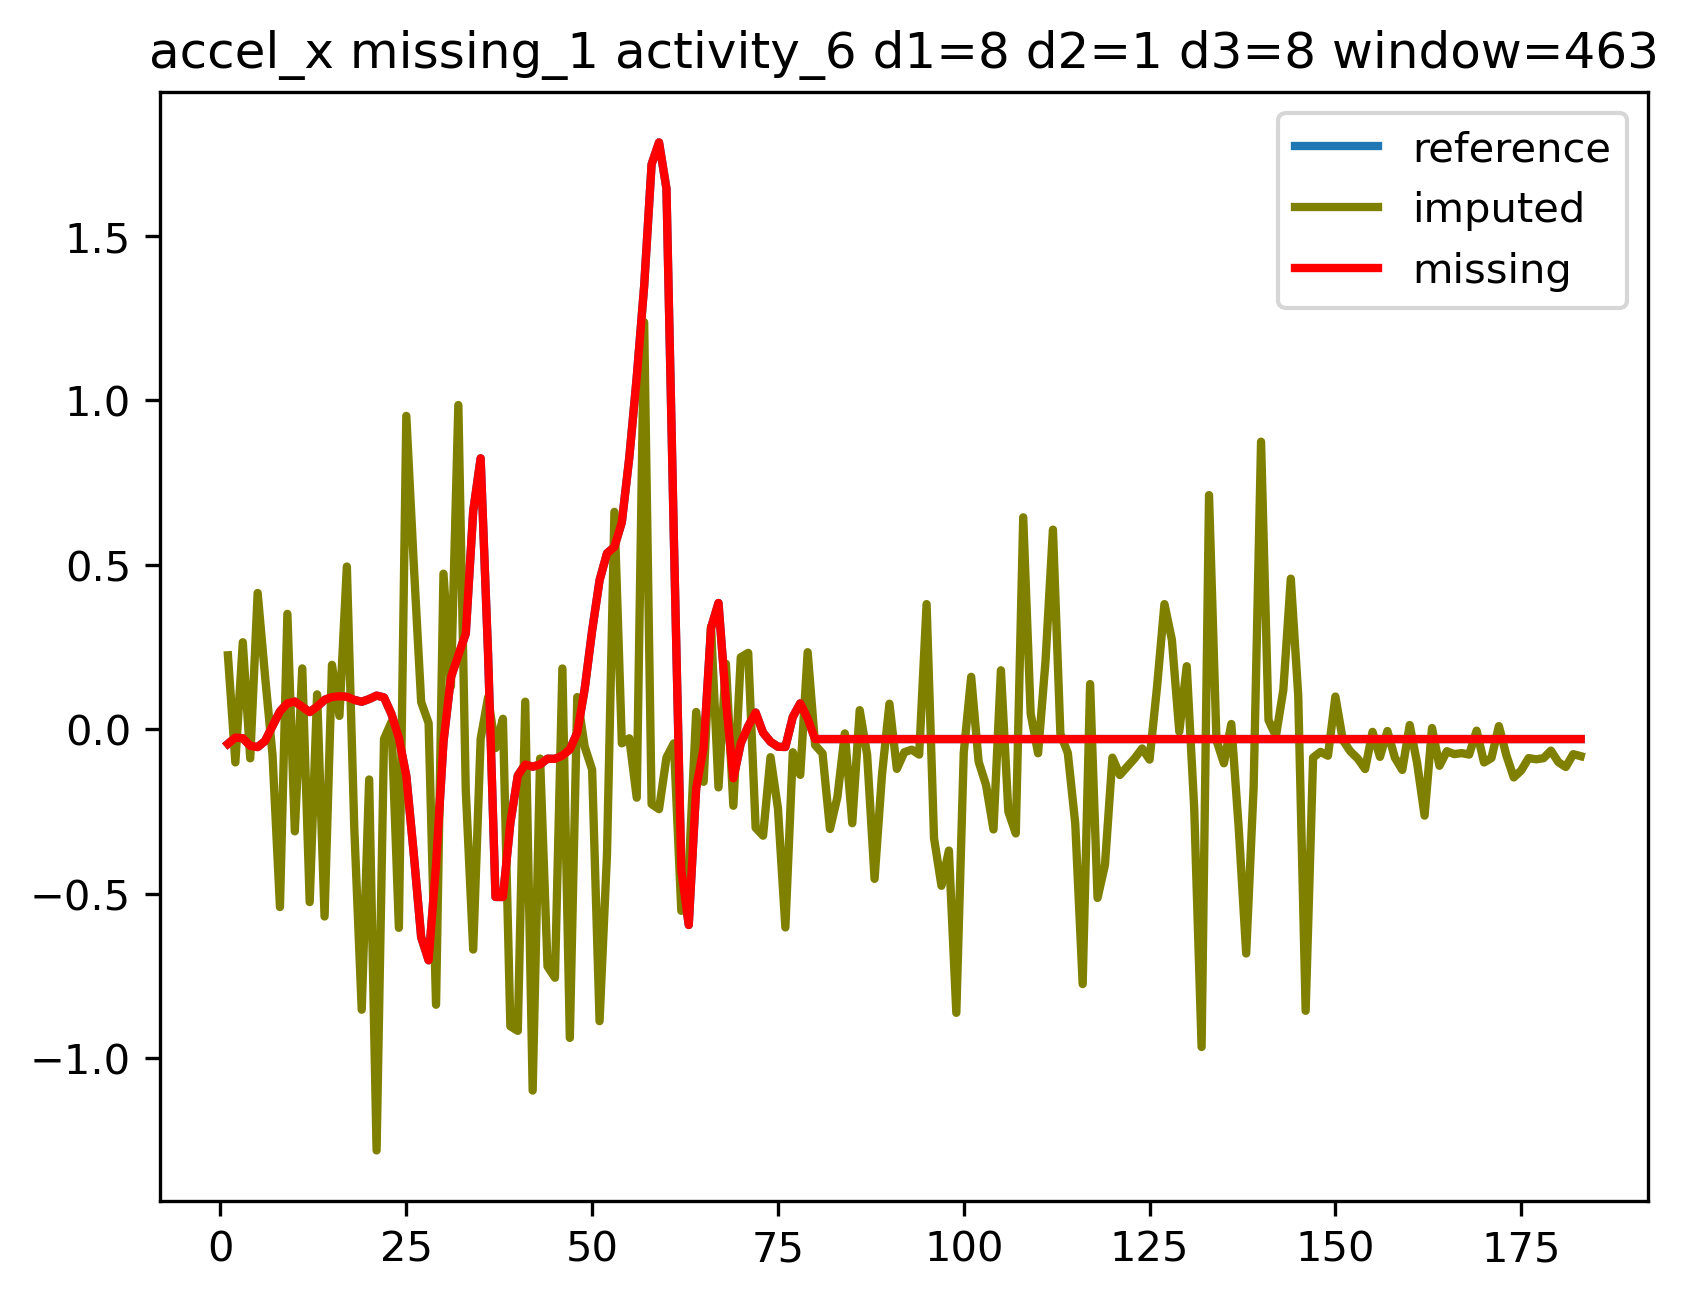 accel_x missing_1 activity_6 d1=8 d2=1 d3=8 window=463
reference
imputed
missing
1.5
1.0
0.5
0.0
−0.5
−1.0
0 25 50 75 100 125 150 175